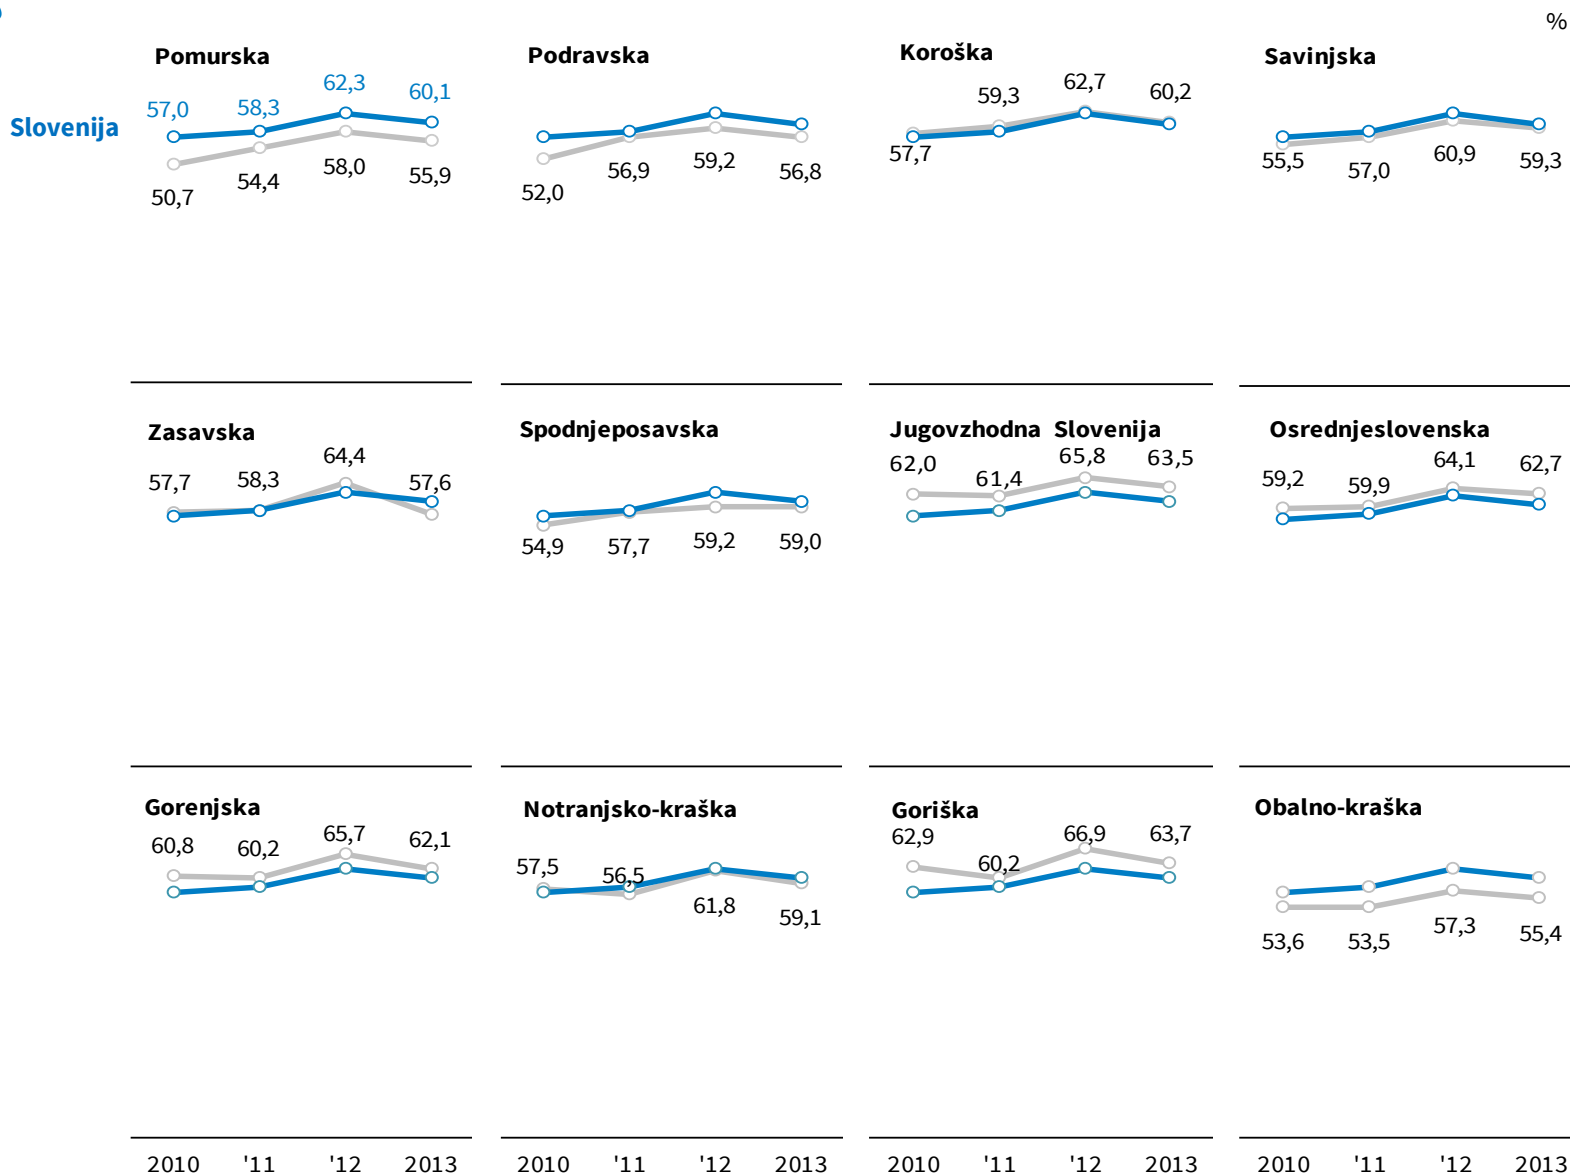 %
Pomurska
Podravska
Koroška
Savinjska
Slovenija
57,0 58,3 62,3 60,1
50,7 54,4 58,0 55,9
52,0 56,9 59,2 56,8
57,7 59,3 62,7 60,2
55,5 57,0 60,9 59,3
Zasavska
Spodnjeposavska
Jugovzhodna Slovenija
Osrednjeslovenska
57,7 58,3 64,4 57,6
54,9 57,7 59,2 59,0
62,0 61,4 65,8 63,5
59,2 59,9 64,1 62,7
Gorenjska
Notranjsko-kraška
Goriška
Obalno-kraška
60,8 60,2 65,7 62,1
57,5 56,5 61,8 59,1
62,9 60,2 66,9 63,7
53,6 53,5 57,3 55,4
2010 '11 '12 2013
2010 '11 '12 2013
2010 '11 '12 2013
2010 '11 '12 2013